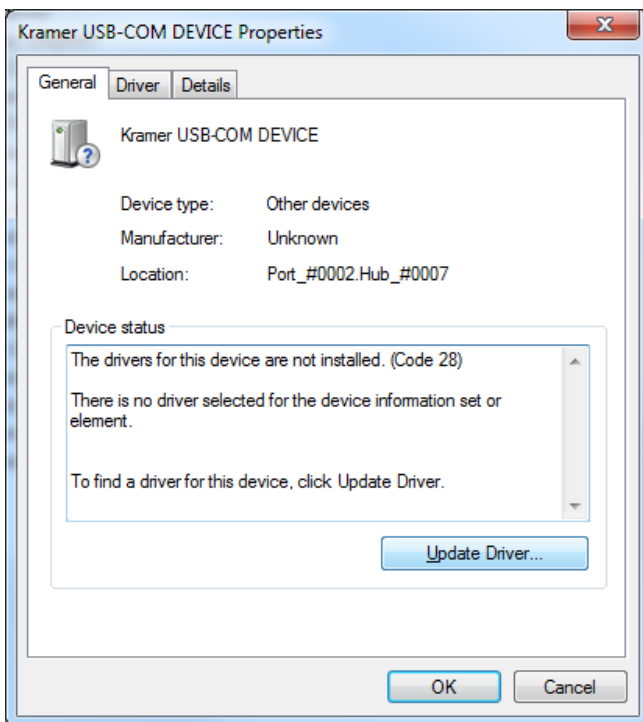 Kramer USB-COM DEVICE Properties
General
Driver
Details
Kramer USB-COM DEVICE
Device type: Other devices
Manufacturer: Unknown
Location: Port_#0002.Hub_#0007
Device status
The drivers for this device are not installed. (Code 28)
There is no driver selected for the device information set or
element.
To find a driver for this device, click Update Driver.
Update Driver...
OK
Cancel